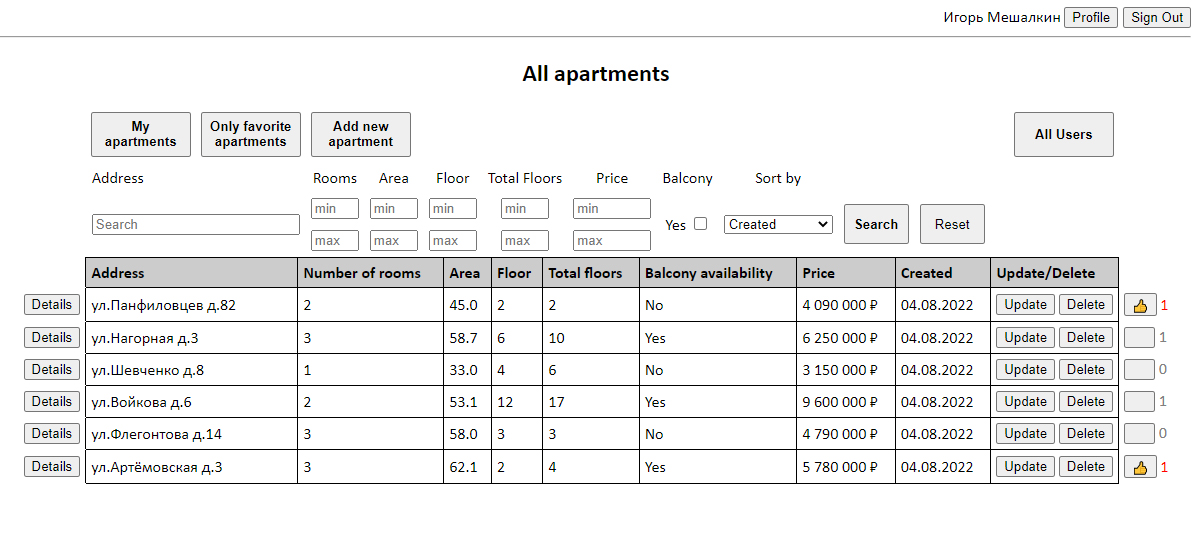 Игорь Мешалкин Profile Sign Out
All apartments
My apartments Only favorite apartments Add new apartment All Users
Address Rooms Area Floor Total Floors Price Balcony Sort by
min min min min min
Search Yes Created Search Reset
max max max max max
Address Number of rooms Area Floor Total floors Balcony availability Price Created Update/Delete
Details ул.Панфиловцев д.82 2 45.0 2 2 No 4 090 000 ₽ 04.08.2022 Update Delete 1
Details ул.Нагорная д.3 3 58.7 6 10 Yes 6 250 000 ₽ 04.08.2022 Update Delete 1
Details ул.Шевченко д.8 1 33.0 4 6 No 3 150 000 ₽ 04.08.2022 Update Delete 0
Details ул.Войкова д.6 2 53.1 12 17 Yes 9 600 000 ₽ 04.08.2022 Update Delete 1
Details ул.Флегонтова д.14 3 58.0 3 3 No 4 790 000 ₽ 04.08.2022 Update Delete 0
Details ул.Артёмовская д.3 3 62.1 2 4 Yes 5 780 000 ₽ 04.08.2022 Update Delete 1